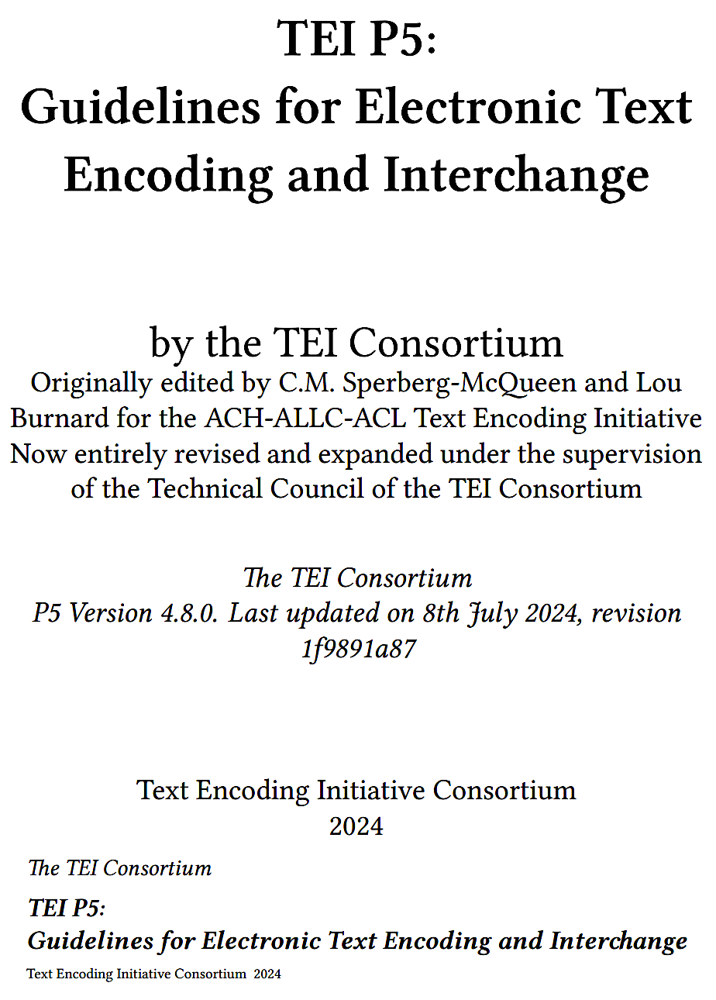 TEI P5:
Guidelines for Electronic Text
Encoding and Interchange
by the TEI Consortium
Originally edited by C.M. Sperberg-McQueen and Lou
Burnard for the ACH-ALLC-ACL Text Encoding Initiative
Now entirely revised and expanded under the supervision
of the Technical Council of the TEI Consortium
The TEI Consortium
P5 Version 4.8.0. Last updated on 8th July 2024, revision
1f9891a87
Text Encoding Initiative Consortium
2024
The TEI Consortium
TEI P5:
Guidelines for Electronic Text Encoding and Interchange
Text Encoding Initiative Consortium 2024